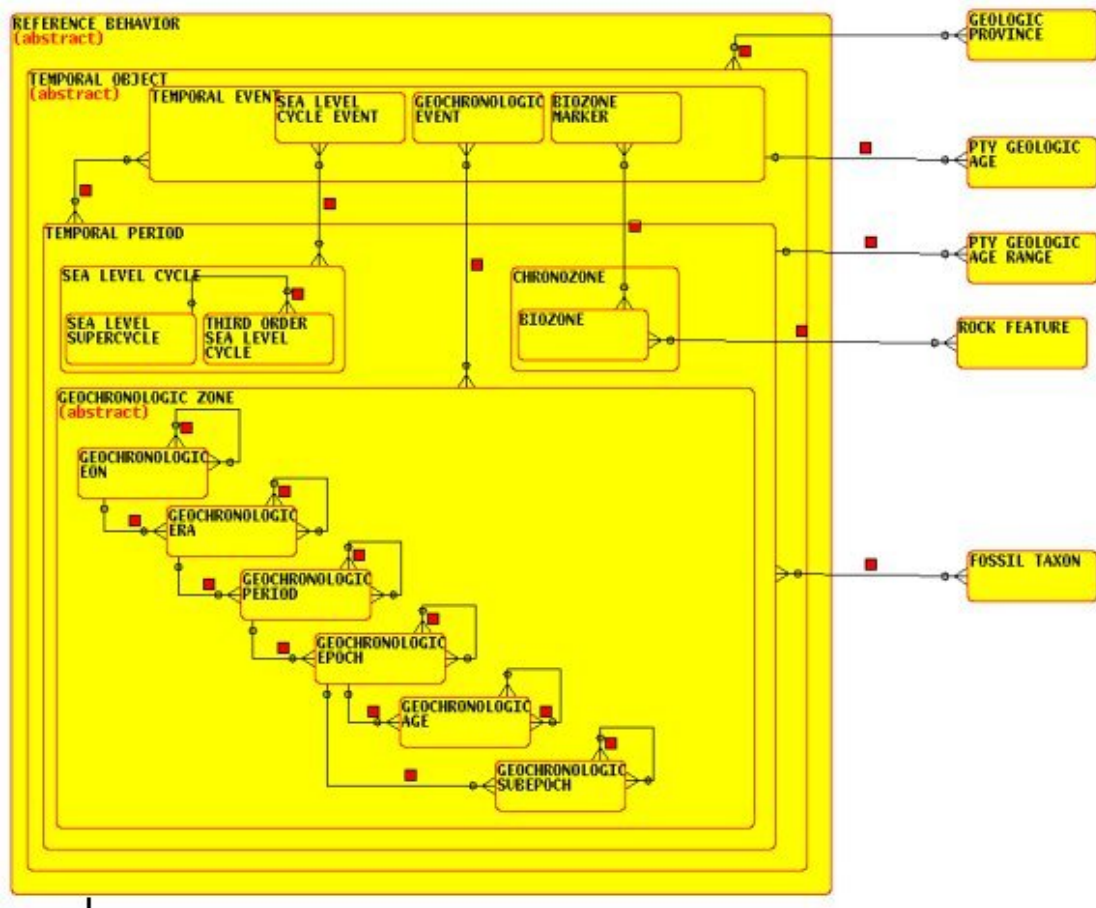 REFERENCE BEHAVIOR
(abstract)
GEOLOGIC
PROVINCE
TEMPORAL OBJECT
(abstract)
TEMPORAL EVENT
SEA LEVEL
CYCLE EVENT
GEOCHRONOLOGIC
EVENT
BIOZONE
MARKER
PTY GEOLOGIC
AGE
TEMPORAL PERIOD
PTY GEOLOGIC
AGE RANGE
SEA LEVEL CYCLE
SEA LEVEL
SUPERCYCLE
THIRD ORDER
SEA LEVEL
CYCLE
CHRONOZONE
BIOZONE
ROCK FEATURE
GEOCHRONOLOGIC ZONE
(abstract)
GEOCHRONOLOGIC
EON
GEOCHRONOLOGIC
ERA
GEOCHRONOLOGIC
PERIOD
FOSSIL TAXON
GEOCHRONOLOGIC
EPOCH
GEOCHRONOLOGIC
AGE
GEOCHRONOLOGIC
SUBEPOCH